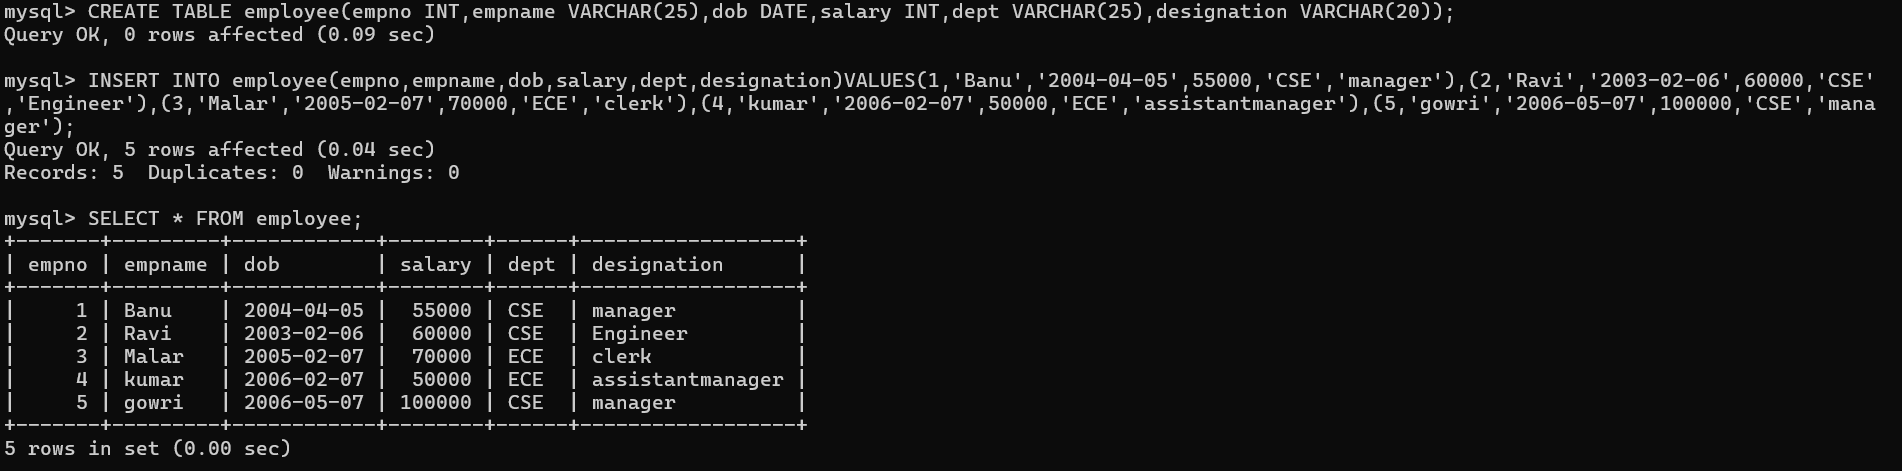 mysql> CREATE TABLE employee(empno INT,empname VARCHAR(25),dob DATE,salary INT,dept VARCHAR(25),designation VARCHAR(20));
Query OK, 0 rows affected (0.09 sec)

mysql> INSERT INTO employee(empno,empname,dob,salary,dept,designation)VALUES(1,'Banu','2004-04-05',55000,'CSE','manager'),(2,'Ravi','2003-02-06',60000,'CSE'
,'Engineer'),(3,'Malar','2005-02-07',70000,'ECE','clerk'),(4,'kumar','2006-02-07',50000,'ECE','assistantmanager'),(5,'gowri','2006-05-07',100000,'CSE','mana
ger');
Query OK, 5 rows affected (0.04 sec)
Records: 5  Duplicates: 0  Warnings: 0

mysql> SELECT * FROM employee;
+-------+---------+------------+--------+------+------------------+
| empno | empname | dob        | salary | dept | designation      |
+-------+---------+------------+--------+------+------------------+
|     1 | Banu    | 2004-04-05 |  55000 | CSE  | manager          |
|     2 | Ravi    | 2003-02-06 |  60000 | CSE  | Engineer         |
|     3 | Malar   | 2005-02-07 |  70000 | ECE  | clerk            |
|     4 | kumar   | 2006-02-07 |  50000 | ECE  | assistantmanager |
|     5 | gowri   | 2006-05-07 | 100000 | CSE  | manager          |
+-------+---------+------------+--------+------+------------------+
5 rows in set (0.00 sec)